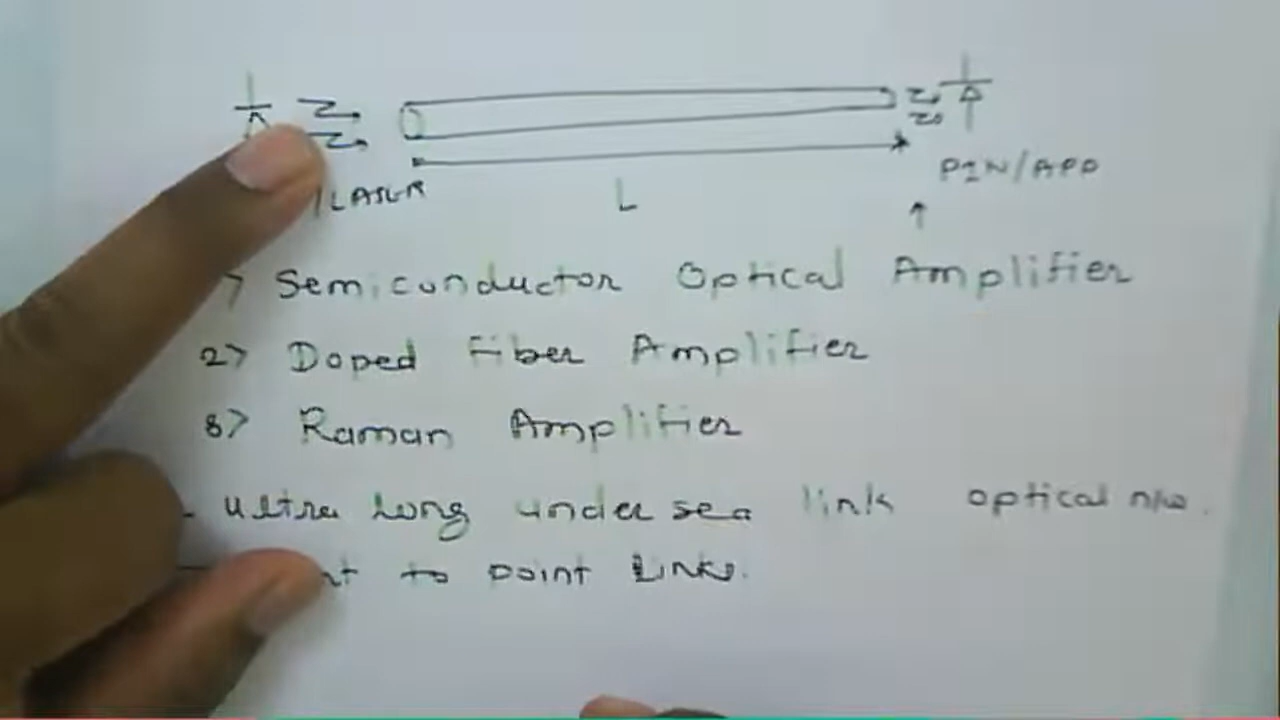 /LASER
L
PIN/APD
> Semiconductor Optical Amplifier
2> Doped Fiber Amplifier
3> Raman Amplifier
- ultra long undersea link optical n/w.
to point Links.